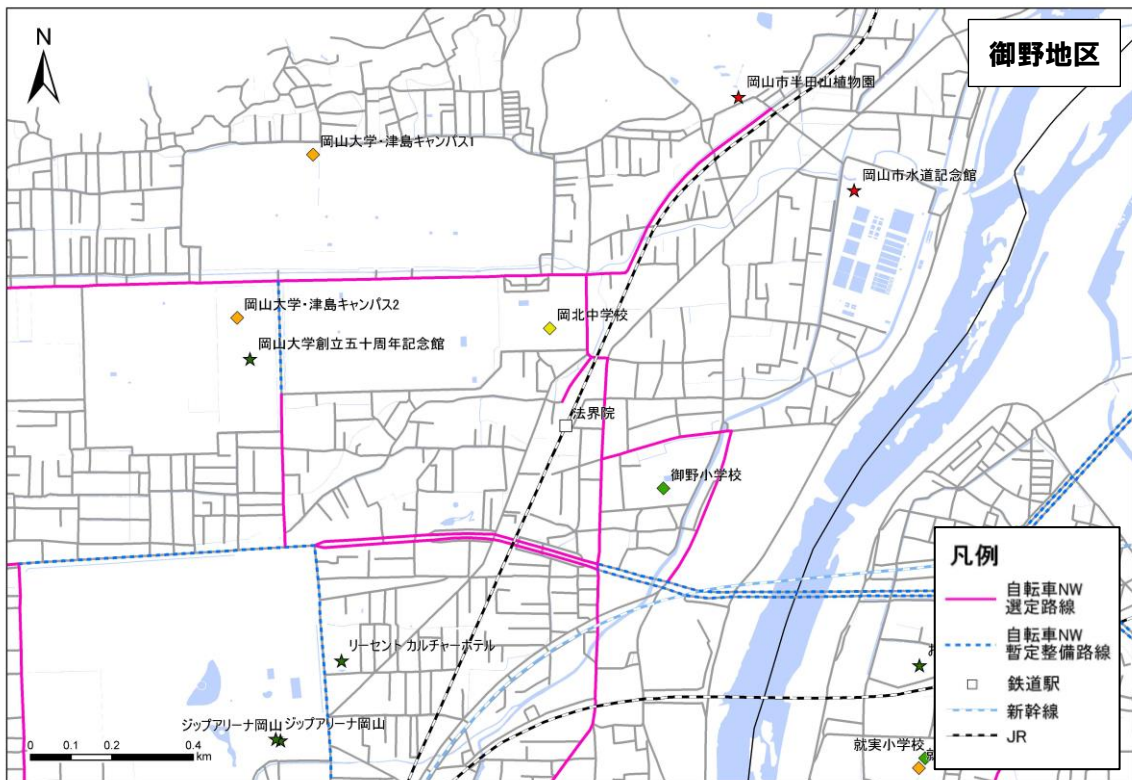 御野地区
N
岡山市半田山植物園
岡山大学・津島キャンパス1
岡山市水道記念館
岡山大学・津島キャンパス2
岡北中学校
岡山大学創立五十周年記念館
法界院
御野小学校
リーセント カルチャーホテル
ジップアリーナ岡山
ジップアリーナ岡山
就実小学校
0 0.1 0.2 0.4
km
凡例
自転車NW
選定路線
自転車NW
暫定整備路線
鉄道駅
新幹線
JR